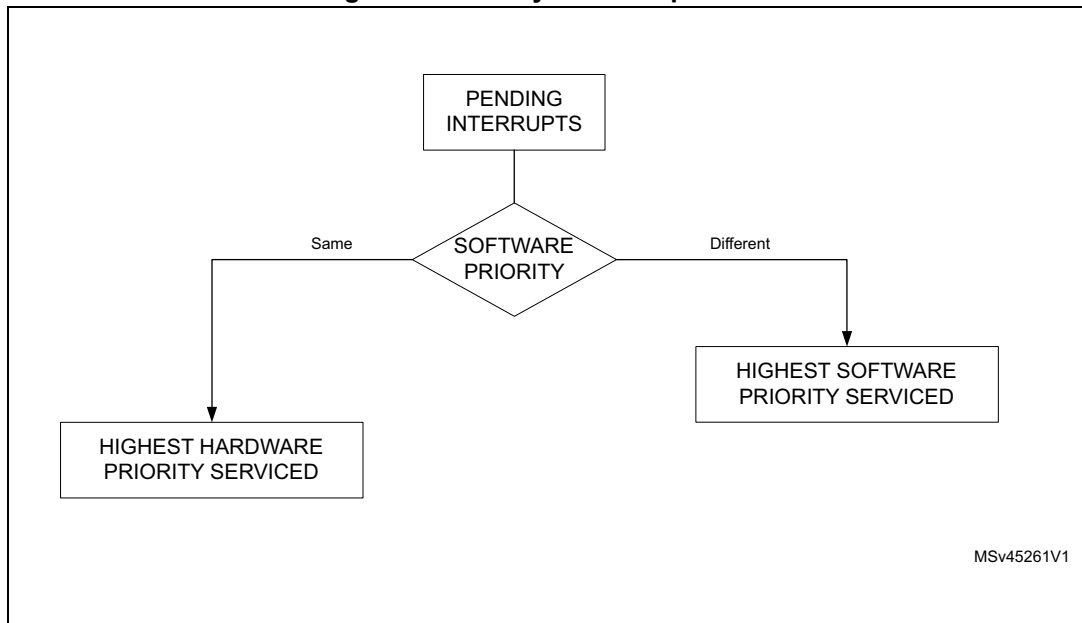 PENDING
INTERRUPTS
Same
SOFTWARE
PRIORITY
Different
HIGHEST SOFTWARE
PRIORITY SERVICED
HIGHEST HARDWARE
PRIORITY SERVICED
MSv45261V1